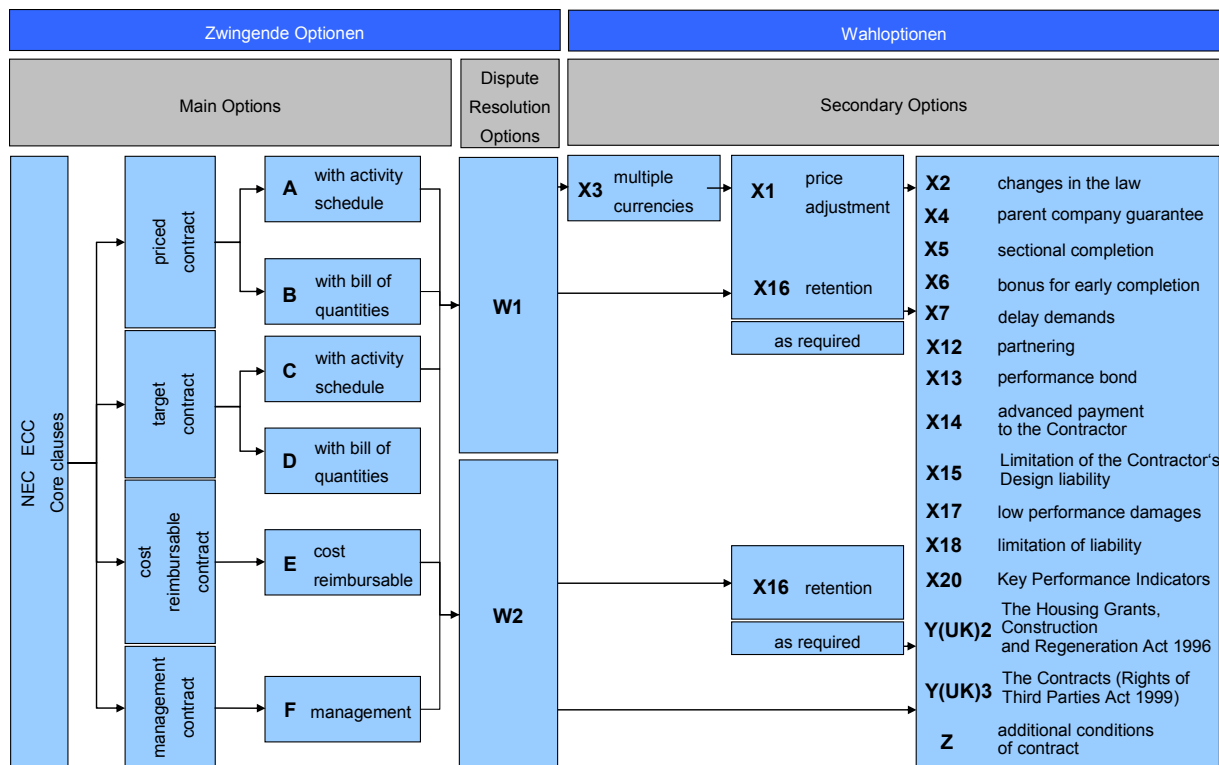 Zwingende Optionen
Wahloptionen
Main Options
Dispute
Resolution
Options
Secondary Options
NEC ECC
Core clauses
priced
contract
target
contract
cost
reimbursable
contract
management
contract
A with activity
schedule
B with bill of
quantities
C with activity
schedule
D with bill of
quantities
E cost
reimbursable
F management
W1
W2
X3 multiple
currencies
X1 price
adjustment
X16 retention
as required
X16 retention
as required
X2 changes in the law
X4 parent company guarantee
X5 sectional completion
X6 bonus for early completion
X7 delay demands
X12 partnering
X13 performance bond
X14 advanced payment
to the Contractor
X15 Limitation of the Contractor‘s
Design liability
X17 low performance damages
X18 limitation of liability
X20 Key Performance Indicators
Y(UK)2 The Housing Grants,
Construction
and Regeneration Act 1996
Y(UK)3 The Contracts (Rights of
Third Parties Act 1999)
Z additional conditions
of contract